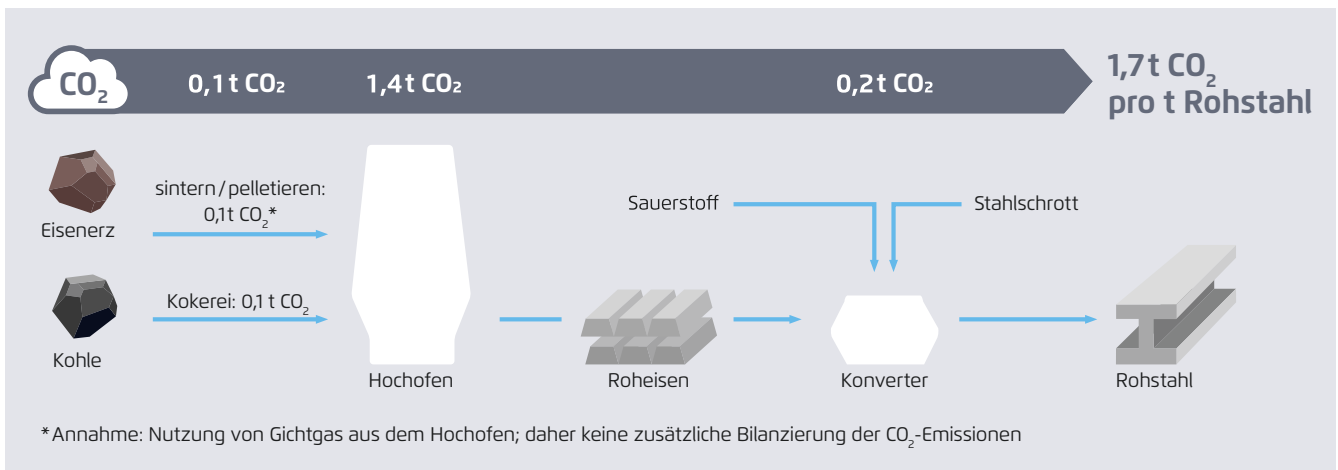 CO₂
0,1 t CO₂
1,4 t CO₂
0,2 t CO₂
1,7 t CO₂
pro t Rohstahl
sintern / pelletieren:
0,1 t CO₂*
Eisenerz
Sauerstoff
Stahlschrott
Kokerei: 0,1 t CO₂
Kohle
Hochofen
Roheisen
Konverter
Rohstahl
*Annahme: Nutzung von Gichtgas aus dem Hochofen; daher keine zusätzliche Bilanzierung der CO₂-Emissionen